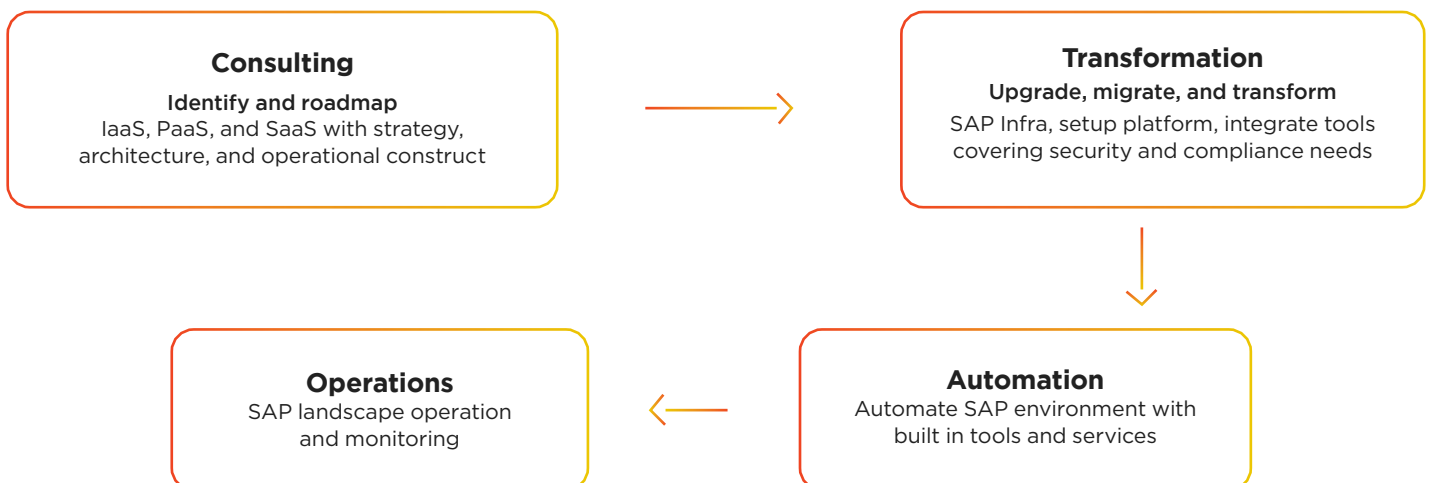 Consulting
Identify and roadmap
IaaS, PaaS, and SaaS with strategy,
architecture, and operational construct
Transformation
Upgrade, migrate, and transform
SAP Infra, setup platform, integrate tools
covering security and compliance needs
Operations
SAP landscape operation
and monitoring
Automation
Automate SAP environment with
built in tools and services